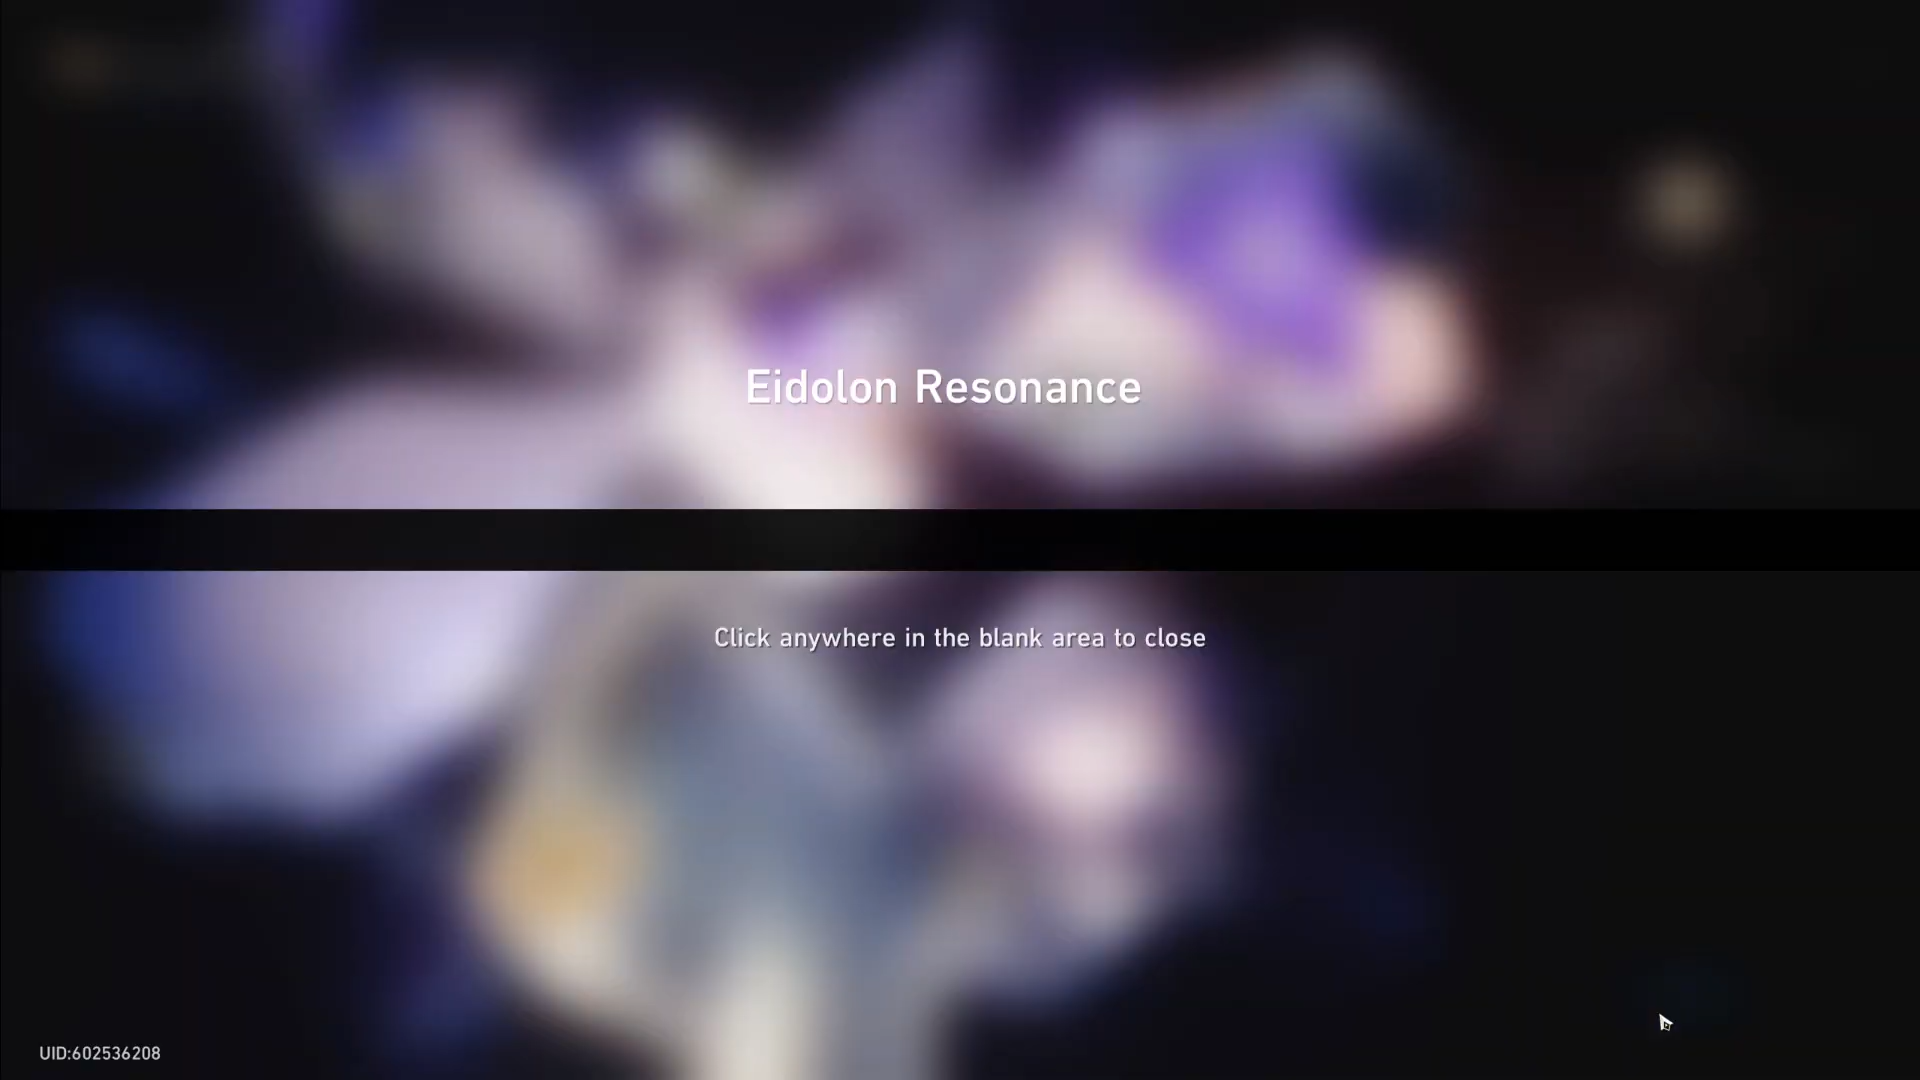 Eidolon Resonance
Click anywhere in the blank area to close
UID:602536208